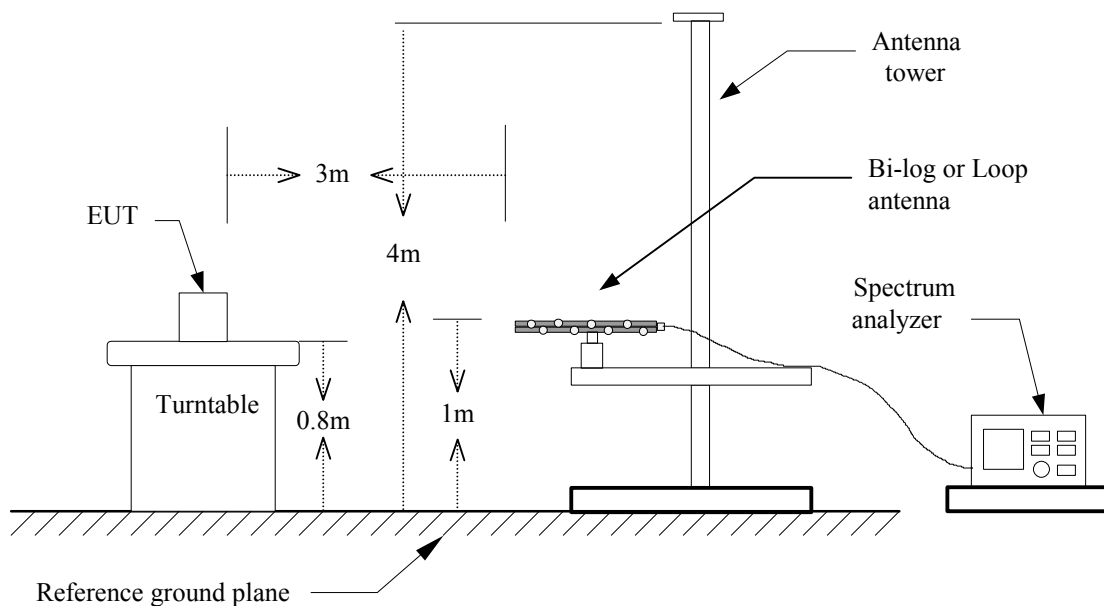 Antenna
tower
3m
Bi-log or Loop
antenna
EUT
4m
Spectrum
analyzer
Turntable
0.8m
1m
Reference ground plane